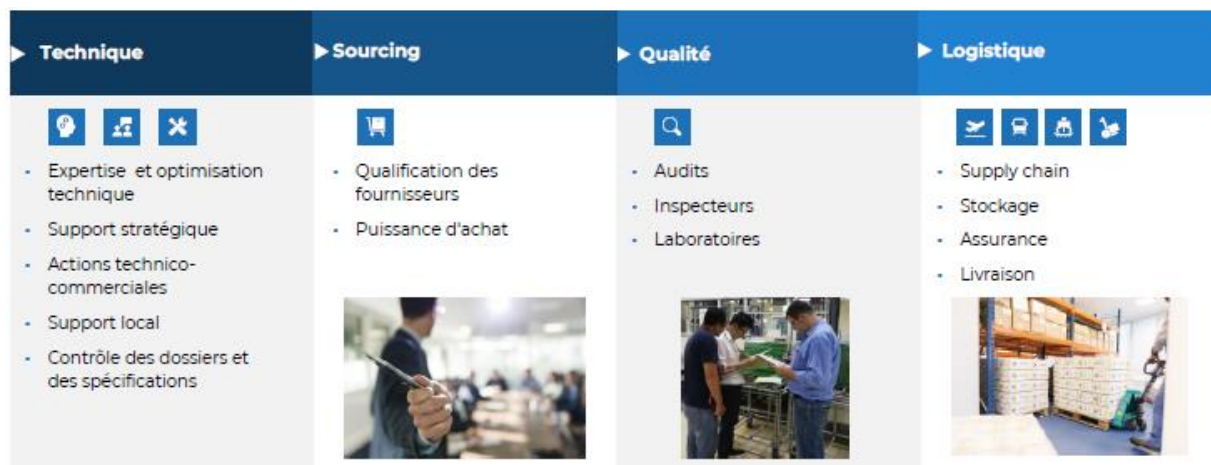 Technique
Expertise et optimisation
technique
Support stratégique
Actions technico-
commerciales
Support local
Contrôle des dossiers et
des spécifications
Sourcing
Qualification des
fournisseurs
Puissance d'achat
Qualité
Audits
Inspecteurs
Laboratoires
Logistique
Supply chain
Stockage
Assurance
Livraison